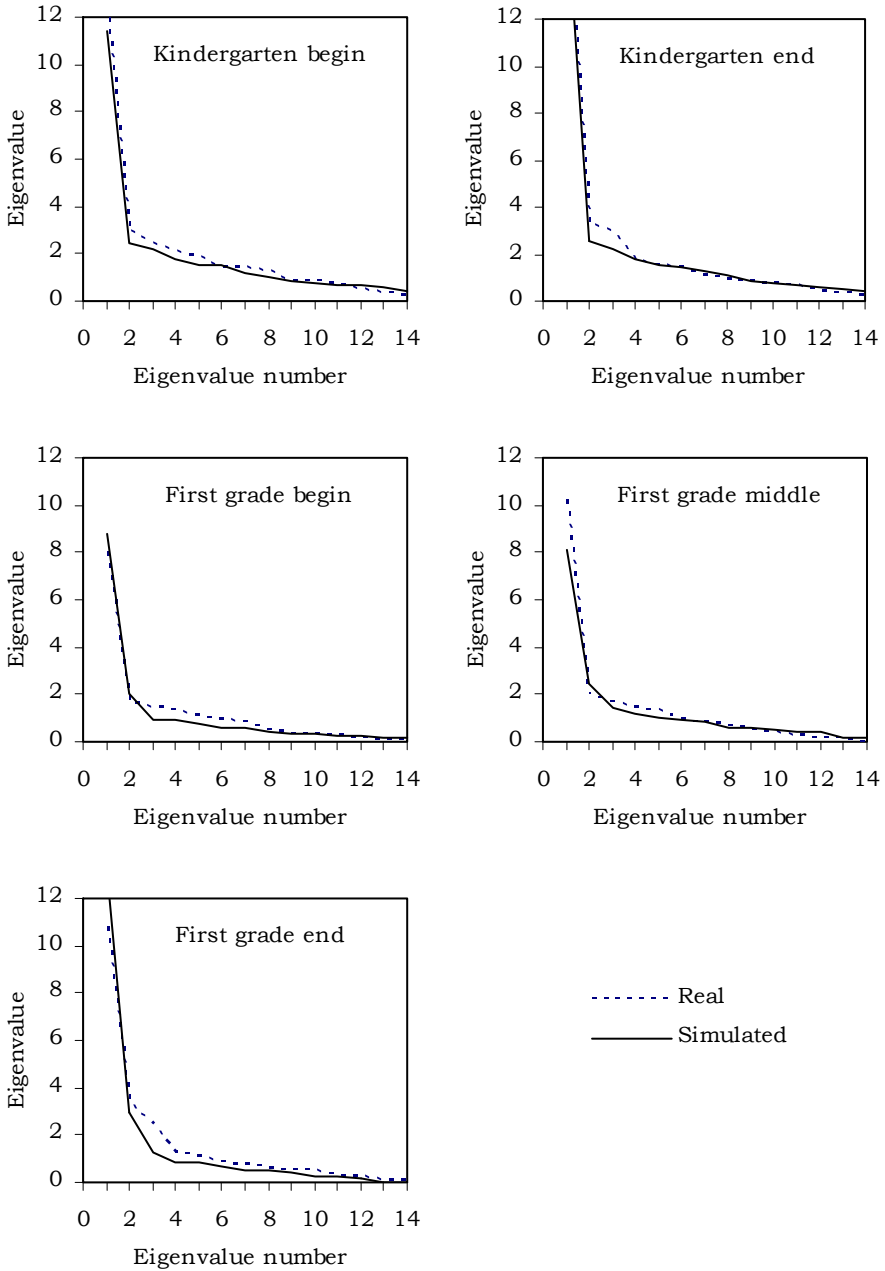 Kindergarten begin
Eigenvalue
12
10
8
6
4
2
0
0 2 4 6 8 10 12 14
Eigenvalue number
Kindergarten end
Eigenvalue
12
10
8
6
4
2
0
0 2 4 6 8 10 12 14
Eigenvalue number
First grade begin
Eigenvalue
12
10
8
6
4
2
0
0 2 4 6 8 10 12 14
Eigenvalue number
First grade middle
Eigenvalue
12
10
8
6
4
2
0
0 2 4 6 8 10 12 14
Eigenvalue number
First grade end
Eigenvalue
12
10
8
6
4
2
0
0 2 4 6 8 10 12 14
Eigenvalue number
Real
Simulated